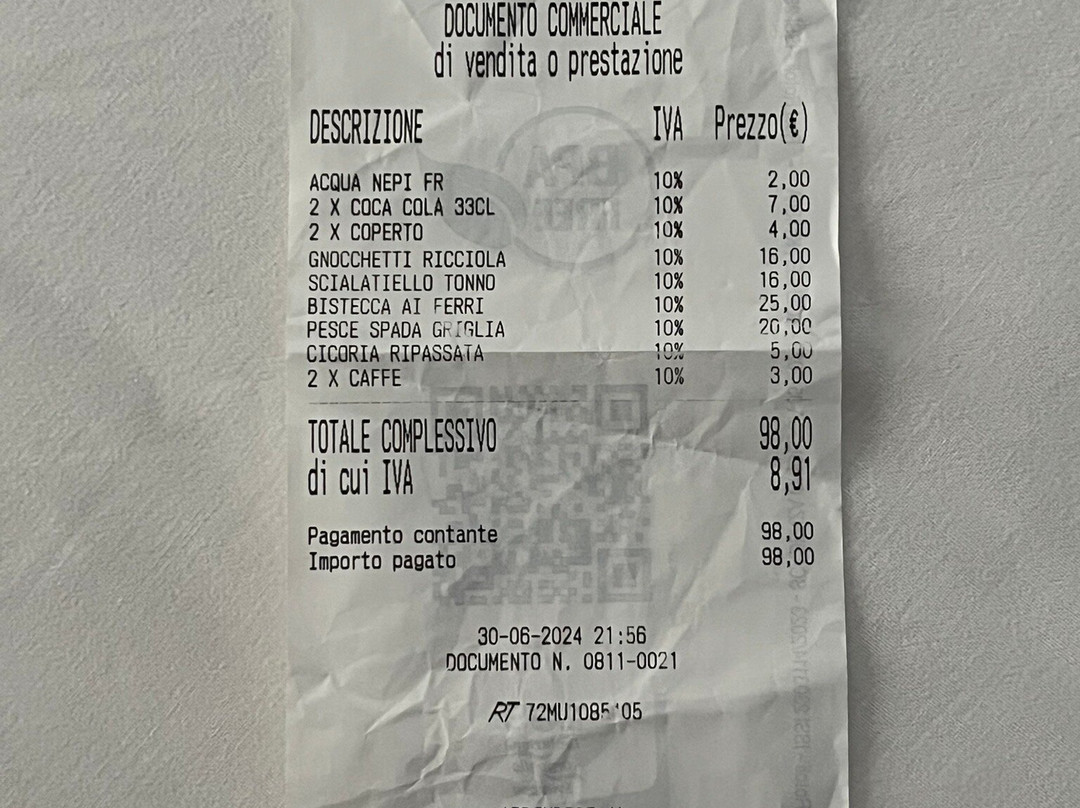 DOCUMENTO COMMERCIALE
di vendita o prestazione
DESCRIZIONE IVA Prezzo(€)
ACQUA NEPI FR 10% 2,00
2 X COCA COLA 33CL 10% 7,00
2 X COPERTO 10% 4,00
GNOCCHETTI RICCIOLA 10% 16,00
SCIALATIELLO TONNO 10% 16,00
BISTECCA AI FERRI 10% 25,00
PESCE SPADA GRIGLIA 10% 20,00
CICORIA RIPASSATA 10% 5,00
2 X CAFFE 10% 3,00
TOTALE COMPLESSIVO 98,00
di cui IVA 8,91
Pagamento contante 98,00
Importo pagato 98,00
30-06-2024 21:56
DOCUMENTO N. 0811-0021
RT